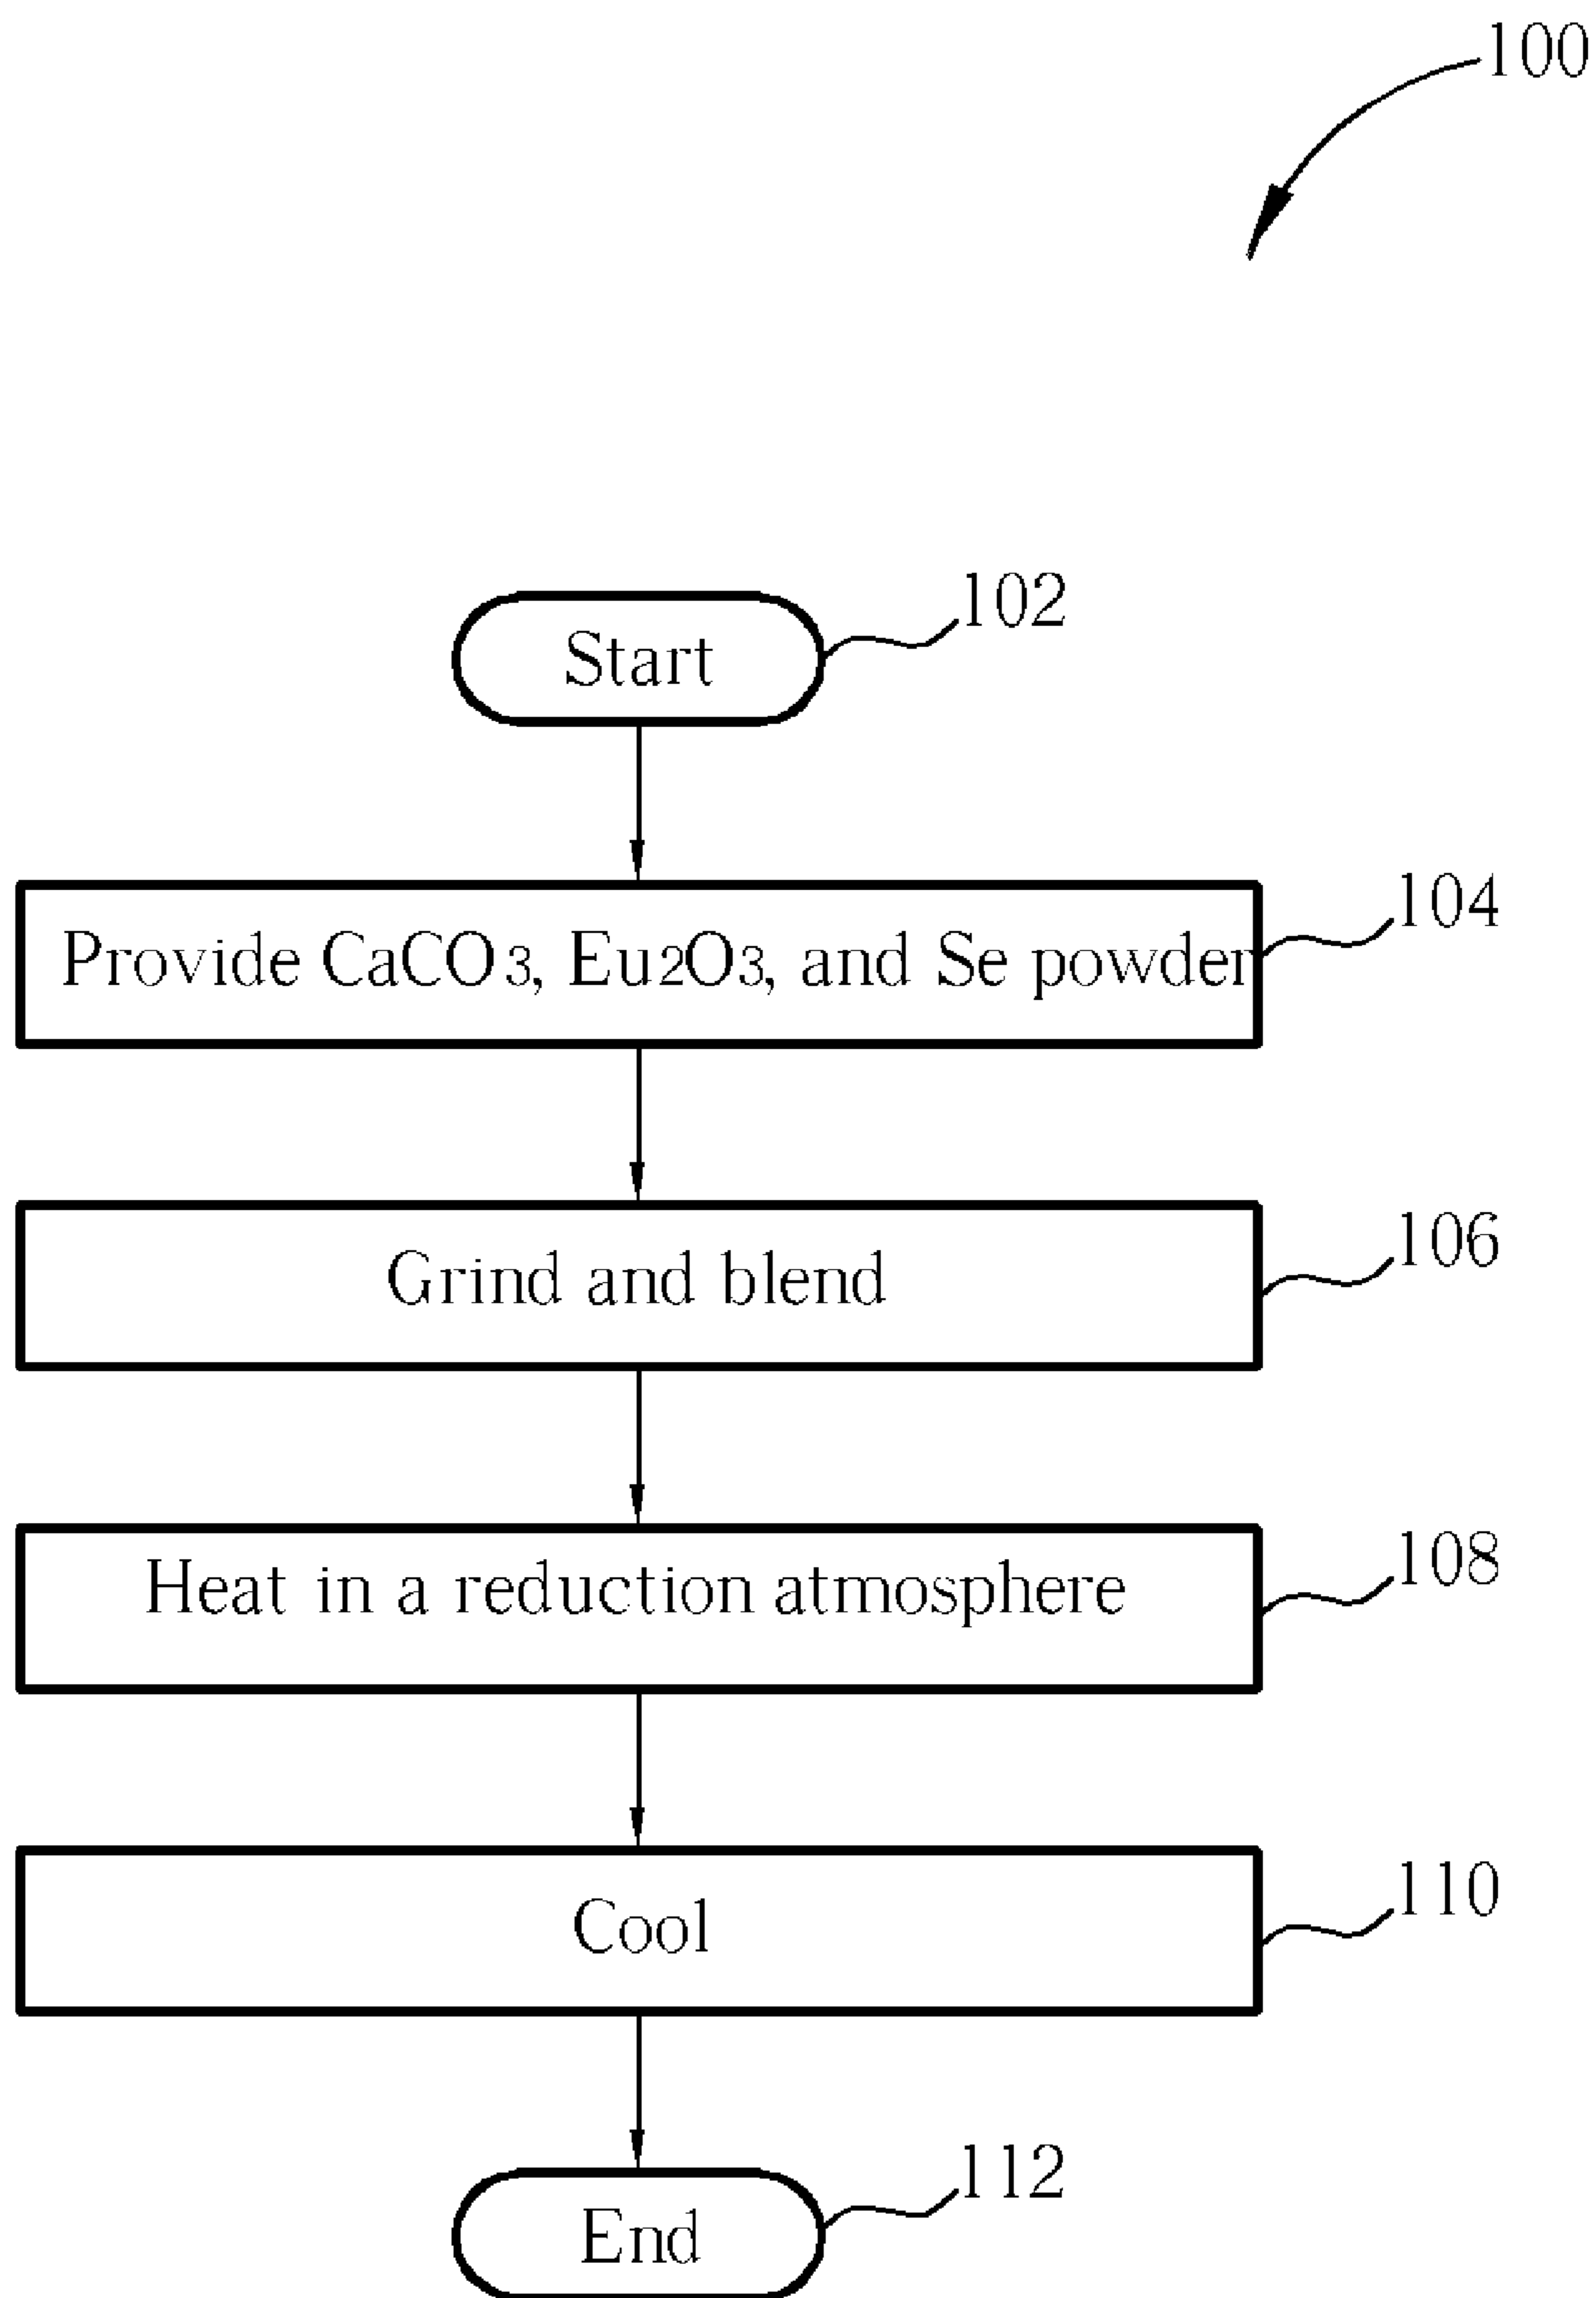 100
Start
102
Provide CaCO3, Eu2O3, and Se powder
104
Grind and blend
106
Heat in a reduction atmosphere
108
Cool
110
End
112